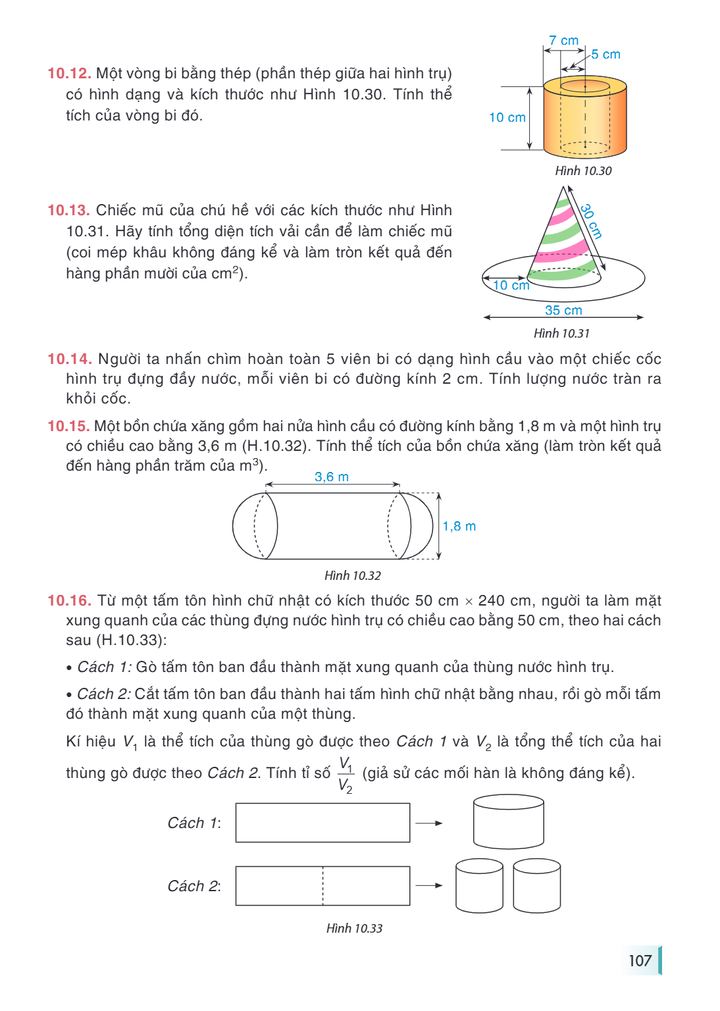 7 cm
5 cm
10.12. Một vòng bi bằng thép (phần thép giữa hai hình trụ)
có hình dạng và kích thước như Hình 10.30. Tính thể
tích của vòng bi đó.
10 cm
Hình 10.30
10.13. Chiếc mũ của chú hề với các kích thước như Hình
10.31. Hãy tính tổng diện tích vải cần để làm chiếc mũ
(coi mép khâu không đáng kể và làm tròn kết quả đến
hàng phần mười của cm²).
30 cm
10 cm
35 cm
Hình 10.31
10.14. Người ta nhấn chìm hoàn toàn 5 viên bi có dạng hình cầu vào một chiếc cốc
hình trụ đựng đầy nước, mỗi viên bi có đường kính 2 cm. Tính lượng nước tràn ra
khỏi cốc.
10.15. Một bồn chứa xăng gồm hai nửa hình cầu có đường kính bằng 1,8 m và một hình trụ
có chiều cao bằng 3,6 m (H.10.32). Tính thể tích của bồn chứa xăng (làm tròn kết quả
đến hàng phần trăm của m³).
3,6 m
1,8 m
Hình 10.32
10.16. Từ một tấm tôn hình chữ nhật có kích thước 50 cm × 240 cm, người ta làm mặt
xung quanh của các thùng đựng nước hình trụ có chiều cao bằng 50 cm, theo hai cách
sau (H.10.33):
• Cách 1: Gò tấm tôn ban đầu thành mặt xung quanh của thùng nước hình trụ.
• Cách 2: Cắt tấm tôn ban đầu thành hai tấm hình chữ nhật bằng nhau, rồi gò mỗi tấm
đó thành mặt xung quanh của một thùng.
Kí hiệu V₁ là thể tích của thùng gò được theo Cách 1 và V₂ là tổng thể tích của hai
thùng gò được theo Cách 2. Tính tỉ số V₁/V₂ (giả sử các mối hàn là không đáng kể).
Cách 1:
Cách 2:
Hình 10.33
107